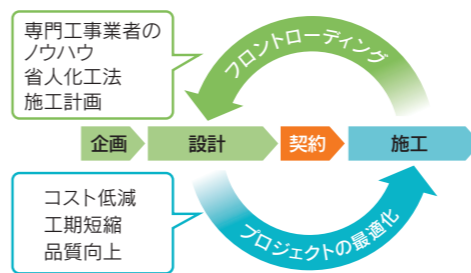 専門工事業者の
ノウハウ
省人化工法
施工計画
フロントローディング
企画
設計
契約
施工
コスト低減
工期短縮
品質向上
プロジェクトの最適化